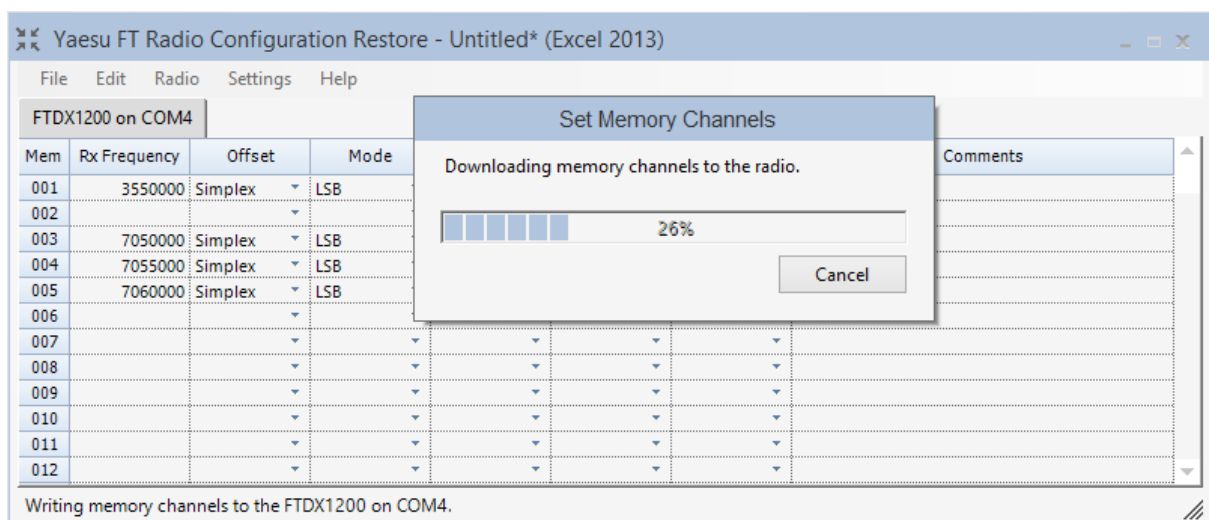 Yaesu FT Radio Configuration Restore - Untitled* (Excel 2013)
File Edit Radio Settings Help
FTDX1200 on COM4
Set Memory Channels
Mem Rx Frequency Offset Mode Comments
Downloading memory channels to the radio.
001 3550000 Simplex LSB
002
26%
003 7050000 Simplex LSB
004 7055000 Simplex LSB
Cancel
005 7060000 Simplex LSB
006
007
008
009
010
011
012
Writing memory channels to the FTDX1200 on COM4.